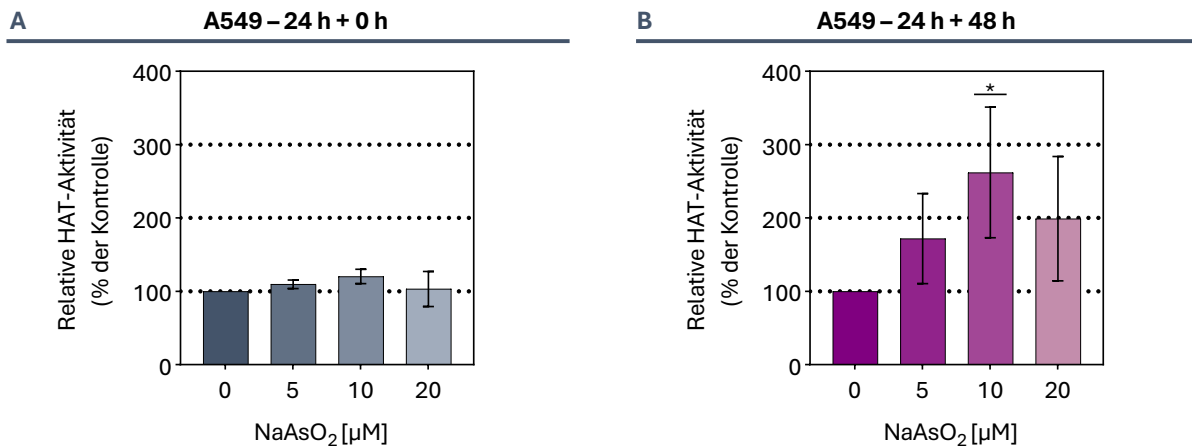 A
A549 – 24 h + 0 h
Relative HAT-Aktivität
(% der Kontrolle)
400
300
200
100
0
0 5 10 20
NaAsO₂ [µM]
B
A549 – 24 h + 48 h
Relative HAT-Aktivität
(% der Kontrolle)
400
300
200
100
0
*
0 5 10 20
NaAsO₂ [µM]